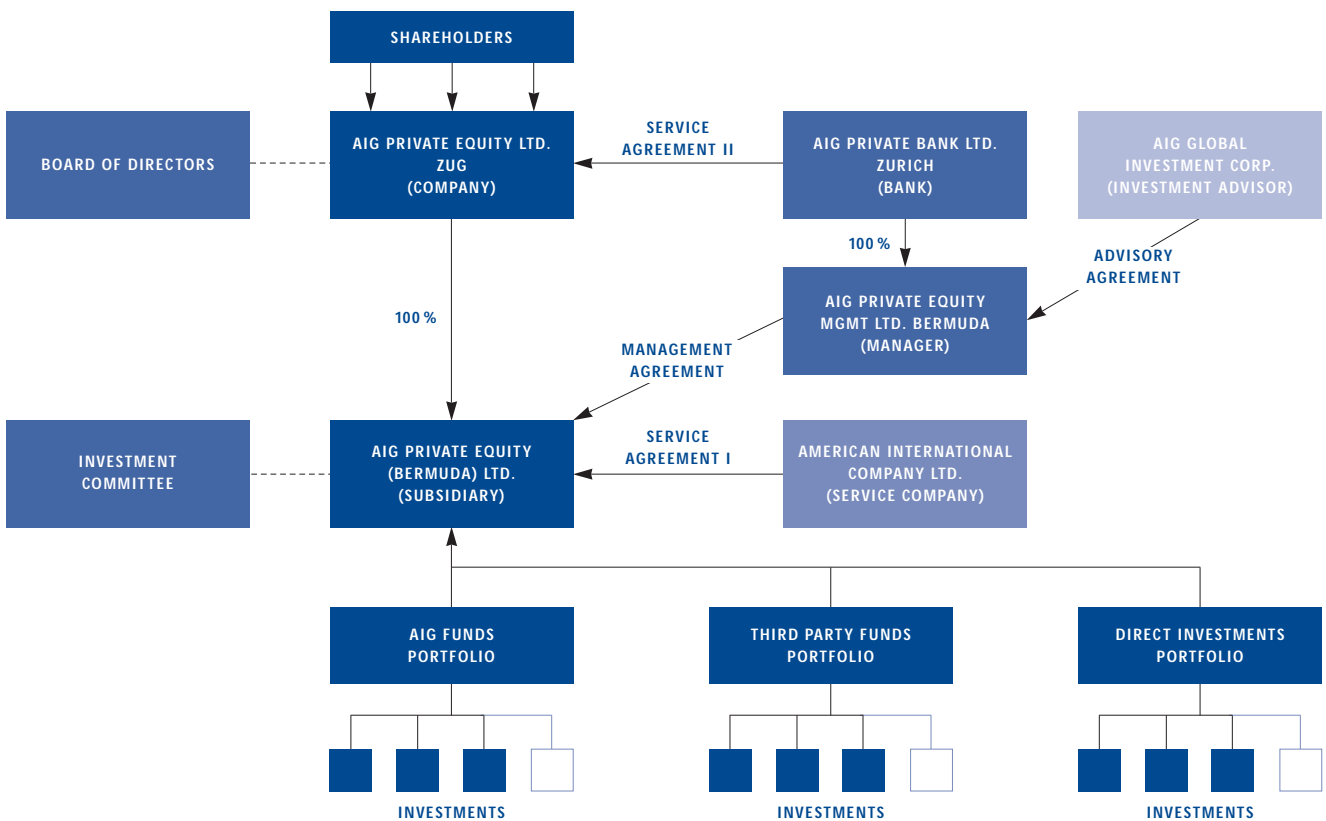 SHAREHOLDERS
BOARD OF DIRECTORS
AIG PRIVATE EQUITY LTD.
ZUG
(COMPANY)
SERVICE
AGREEMENT II
AIG PRIVATE BANK LTD.
ZURICH
(BANK)
AIG GLOBAL
INVESTMENT CORP.
(INVESTMENT ADVISOR)
100 %
ADVISORY
AGREEMENT
100 %
AIG PRIVATE EQUITY
MGMT LTD. BERMUDA
(MANAGER)
MANAGEMENT
AGREEMENT
INVESTMENT
COMMITTEE
AIG PRIVATE EQUITY
(BERMUDA) LTD.
(SUBSIDIARY)
SERVICE
AGREEMENT I
AMERICAN INTERNATIONAL
COMPANY LTD.
(SERVICE COMPANY)
AIG FUNDS
PORTFOLIO
THIRD PARTY FUNDS
PORTFOLIO
DIRECT INVESTMENTS
PORTFOLIO
INVESTMENTS
INVESTMENTS
INVESTMENTS